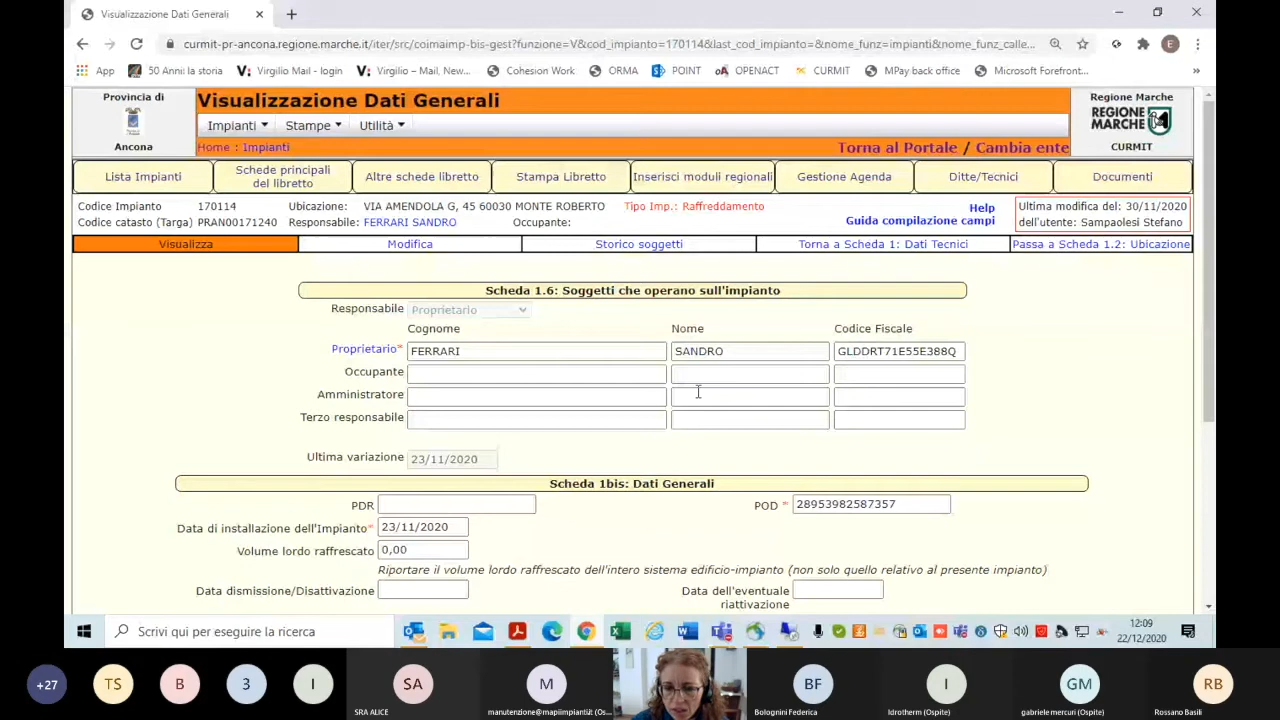 Visualizzazione Dati Generali
curmit-pr-ancona.regione.marche.it/iter/src/coimaimp-bis-gest?funzione=V&cod_impianto=170114&last_cod_impianto=&nome_funz=impianti&nome_funz_calle...
E
App
50 Annii la storia
Virgilio Mail - login
Virgilio – Mail, New...
Cohesion Work
ORMA
POINT
OPENACT
CURMIT
MPay back office
Microsoft Forefront...
»
Provincia di
Ancona
Visualizzazione Dati Generali
Impianti
Stampe
Utilità
Home : Impianti
Torna al Portale / Cambia ente
Regione Marche
REGIONE
MARCHE
CURMIT
Lista Impianti
Schede principali
del libretto
Altre schede libretto
Stampa Libretto
Inserisci moduli regionali
Gestione Agenda
Ditte/Tecnici
Documenti
Codice Impianto 170114 Ubicazione: VIA AMENDOLA G, 45 60030 MONTE ROBERTO Tipo Imp.: Raffreddamento
Codice catasto (Targa) PRAN00171240 Responsabile: FERRARI SANDRO Occupante:
Help
Guida compilazione campi
Ultima modifica del: 30/11/2020
dell'utente: Sampaolesi Stefano
Visualizza
Modifica
Storico soggetti
Torna a Scheda 1: Dati Tecnici
Passa a Scheda 1.2: Ubicazione
Scheda 1.6: Soggetti che operano sull'impianto
Responsabile Proprietario
Cognome Nome Codice Fiscale
Proprietario* FERRARI SANDRO GLDDRT71E55E388Q
Occupante
Amministratore
Terzo responsabile
Ultima variazione 23/11/2020
Scheda 1bis: Dati Generali
PDR POD * 28953982587357
Data di installazione dell'Impianto* 23/11/2020
Volume lordo raffrescato 0,00
Riportare il volume lordo raffrescato dell'intero sistema edificio-impianto (non solo quello relativo al presente impianto)
Data dismissione/Disattivazione Data dell'eventuale
riattivazione
Scrivi qui per eseguire la ricerca
12:09
22/12/2020
+27
TS
B
3
I
SA
SRA ALICE
M
manutenzione@mapiimpianti.it (Os...
BF
Bolognini Federica
I
Idrotherm (Ospite)
GM
gabriele mercuri (Ospite)
RB
Rossano Basili